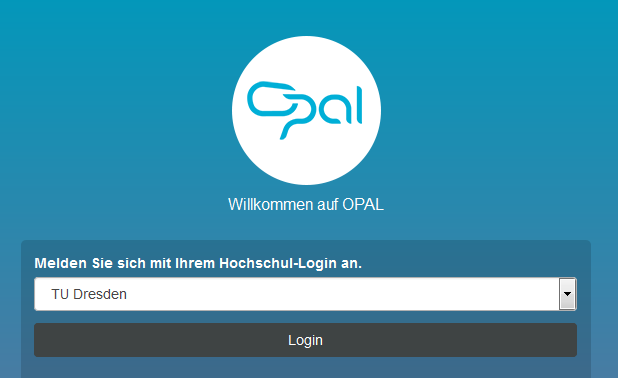 Opal
Willkommen auf OPAL
Melden Sie sich mit Ihrem Hochschul-Login an.
TU Dresden
Login